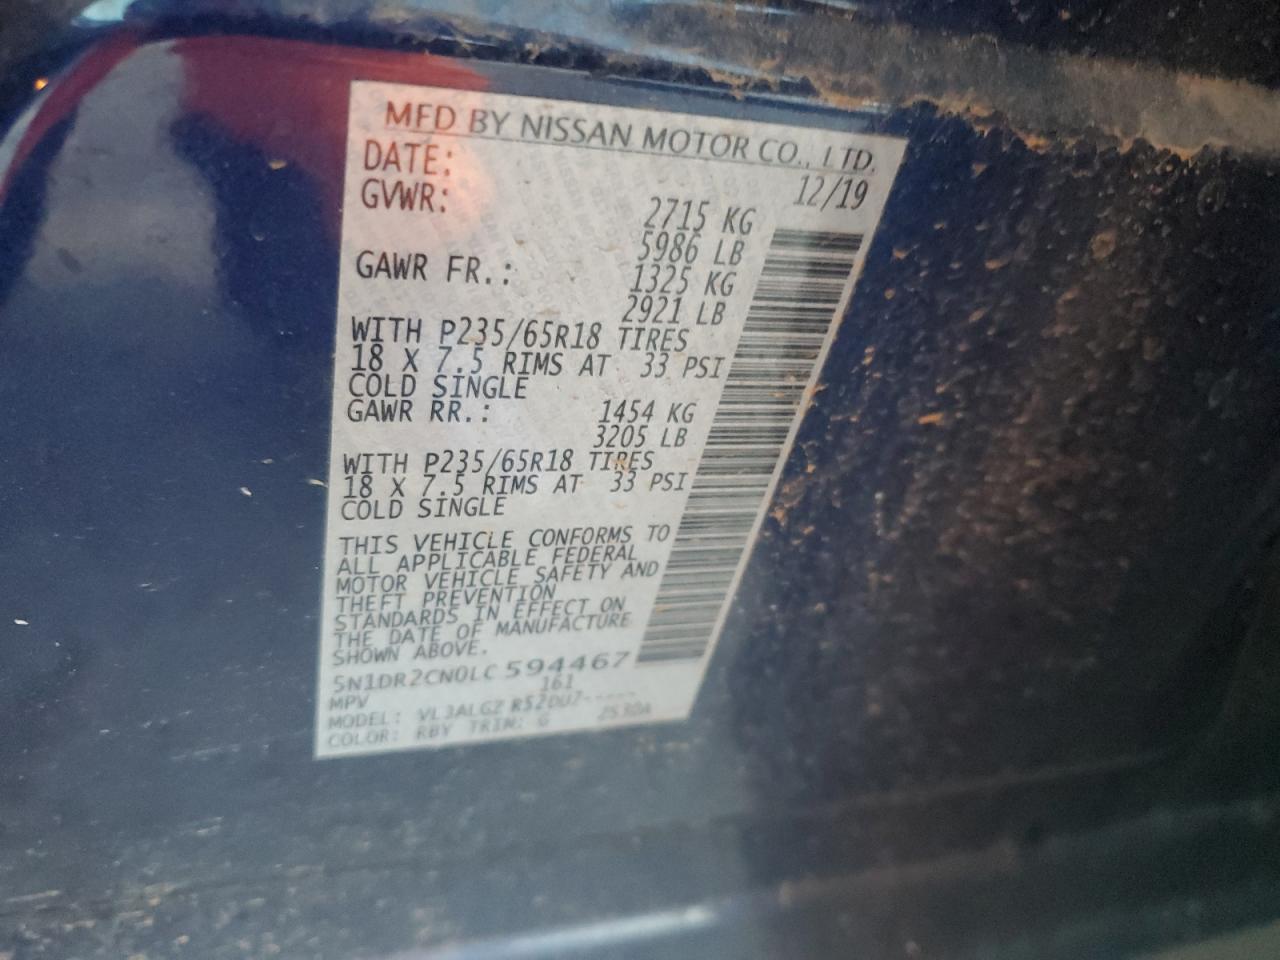 MFD BY NISSAN MOTOR CO., LTD.
DATE: 12/19
GVWR: 2715 KG
5986 LB
GAWR FR.: 1325 KG
2921 LB
WITH P235/65R18 TIRES
18 X 7.5 RIMS AT 33 PSI
COLD SINGLE
GAWR RR.: 1454 KG
3205 LB
WITH P235/65R18 TIRES
18 X 7.5 RIMS AT 33 PSI
COLD SINGLE
THIS VEHICLE CONFORMS TO
ALL APPLICABLE FEDERAL
MOTOR VEHICLE SAFETY AND
THEFT PREVENTION
STANDARDS IN EFFECT ON
THE DATE OF MANUFACTURE
SHOWN ABOVE.
5N1DR2CN0LC594467
MPV 161
MODEL:
COLOR: RBY TRIM: G